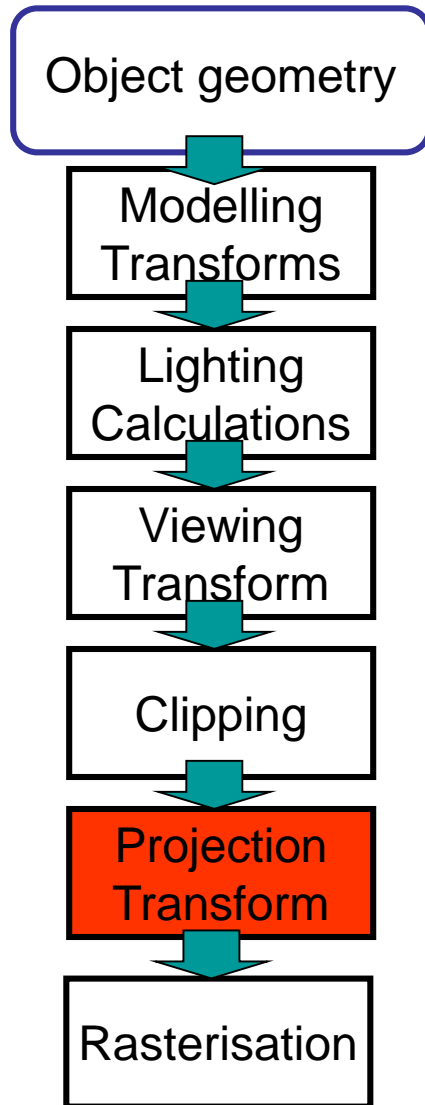 Object geometry
Modelling
Transforms
Lighting
Calculations
Viewing
Transform
Clipping
Projection
Transform
Rasterisation